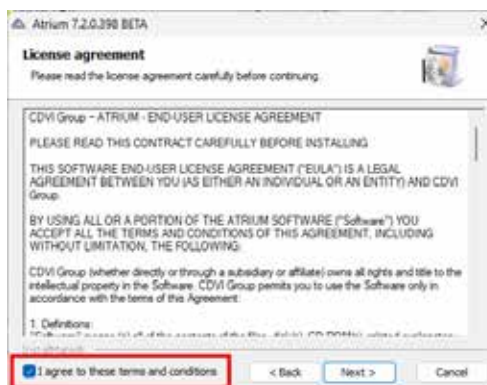 Atrium 7.2.0.398 BETA
License agreement
Please read the license agreement carefully before continuing.
CDVI Group - ATRIUM - END-USER LICENSE AGREEMENT
PLEASE READ THIS CONTRACT CAREFULLY BEFORE INSTALLING
THIS SOFTWARE END-USER LICENSE AGREEMENT ("EULA") IS A LEGAL
AGREEMENT BETWEEN YOU (AS EITHER AN INDIVIDUAL OR AN ENTITY) AND CDVI
Group.
BY USING ALL OR A PORTION OF THE ATRIUM SOFTWARE ("Software") YOU
ACCEPT ALL THE TERMS AND CONDITIONS OF THIS AGREEMENT, INCLUDING
WITHOUT LIMITATION, THE FOLLOWING:
CDVI Group (whether directly or through a subsidiary or affiliate) owns all rights and title to the
intellectual property in the Software. CDVI Group permits you to use the Software only in
accordance with the terms of this Agreement:
1. Definitions:
I agree to these terms and conditions
< Back
Next >
Cancel